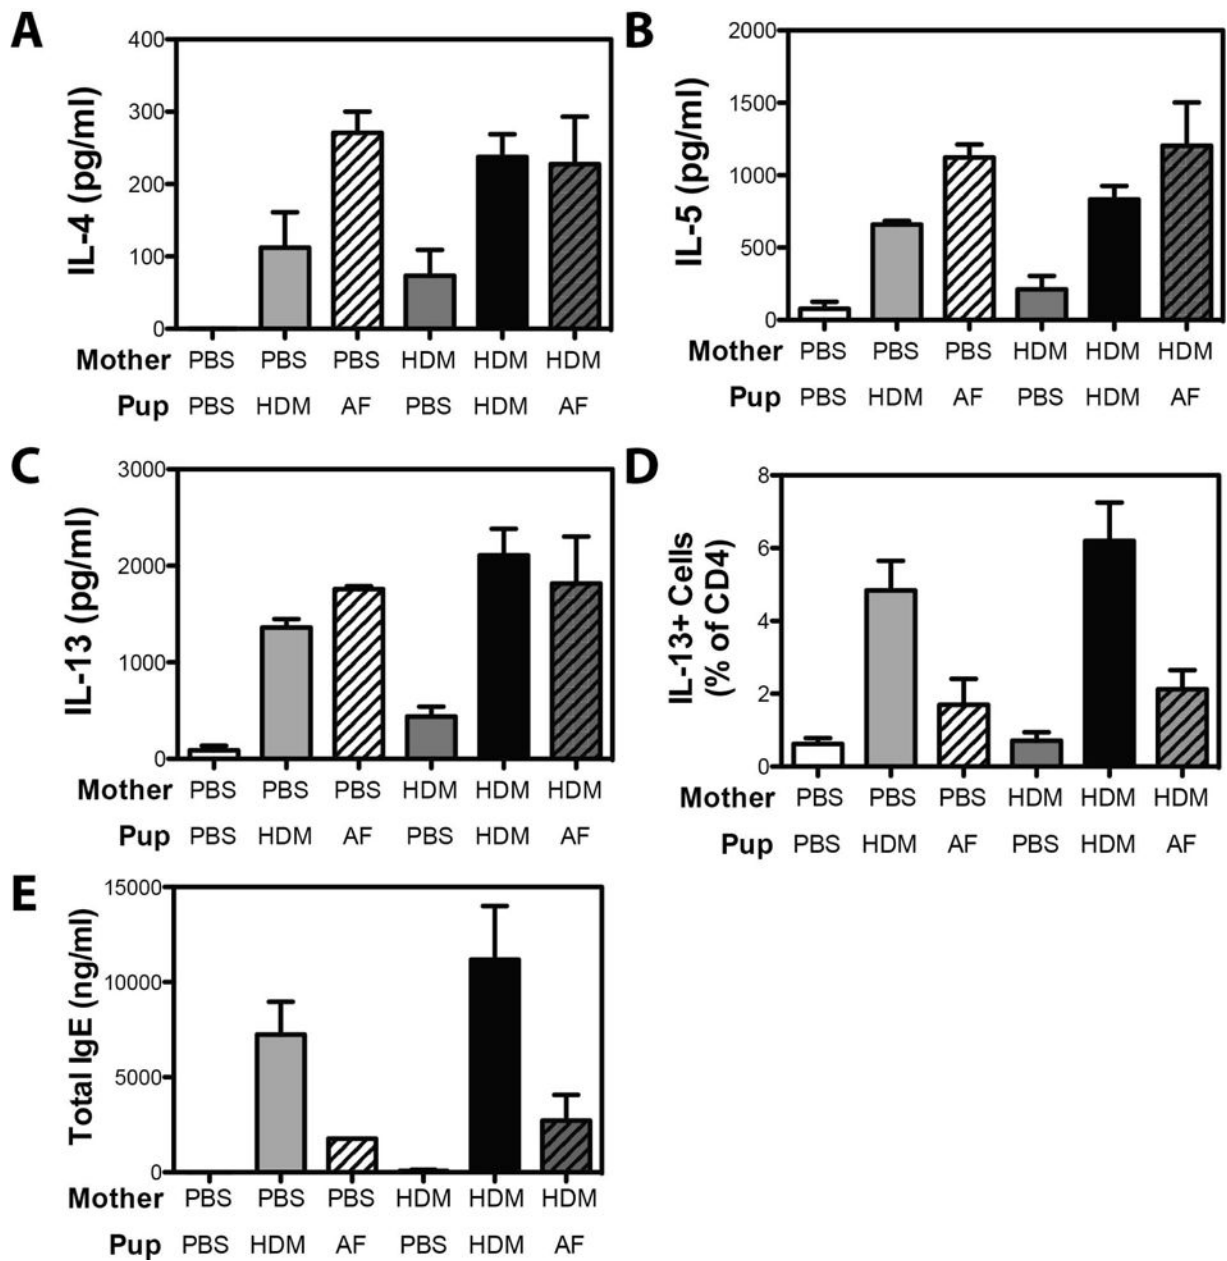 A
IL-4 (pg/ml)
400
300
200
100
0
Mother PBS PBS PBS HDM HDM HDM
Pup PBS HDM AF PBS HDM AF
B
IL-5 (pg/ml)
2000
1500
1000
500
0
Mother PBS PBS PBS HDM HDM HDM
Pup PBS HDM AF PBS HDM AF
C
IL-13 (pg/ml)
3000
2000
1000
0
Mother PBS PBS PBS HDM HDM HDM
Pup PBS HDM AF PBS HDM AF
D
IL-13+ Cells
(% of CD4)
8
6
4
2
0
Mother PBS PBS PBS HDM HDM HDM
Pup PBS HDM AF PBS HDM AF
E
Total IgE (ng/ml)
15000
10000
5000
0
Mother PBS PBS PBS HDM HDM HDM
Pup PBS HDM AF PBS HDM AF